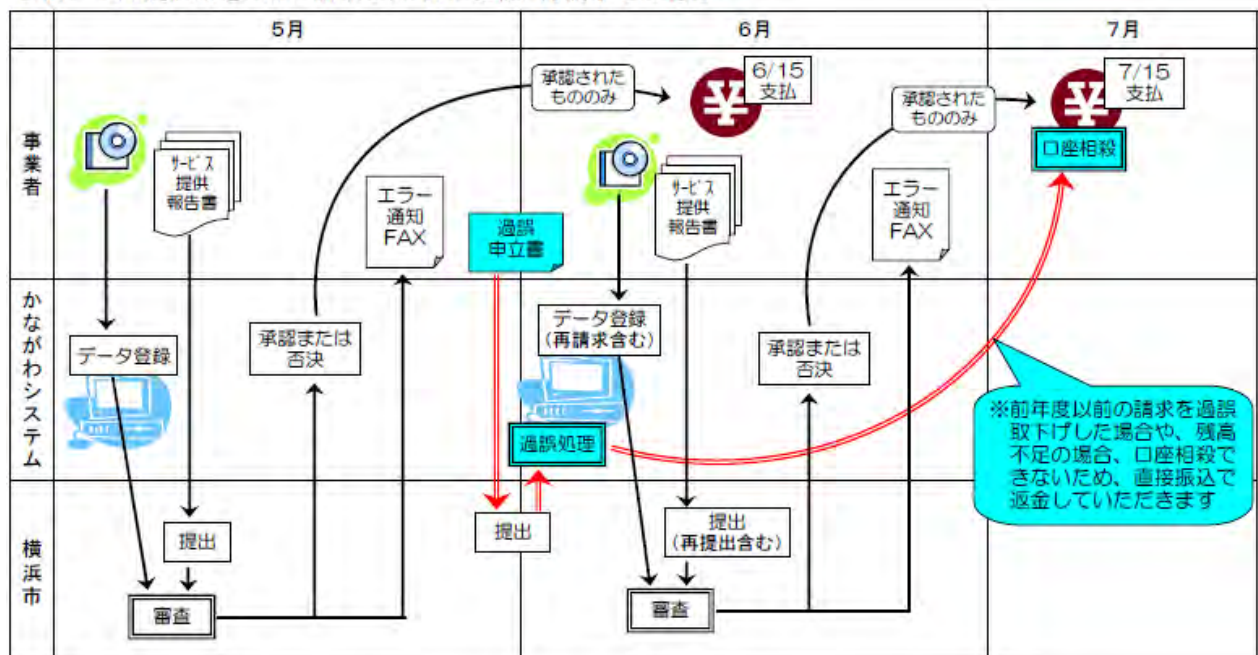 5月
6月
7月
事業者
サービス
提供
報告書
エラー
通知
FAX
過誤
申立書
承認された
もののみ
6/15
支払
サービス
提供
報告書
エラー
通知
FAX
承認された
もののみ
7/15
支払
口座相殺
かながわシステム
データ登録
承認または
否決
データ登録
(再請求含む)
過誤処理
承認または
否決
※前年度以前の請求を過誤
取下げした場合や、残高
不足の場合、口座相殺で
きないため、直接振込で
返金していただきます
横浜市
提出
審査
提出
提出
(再提出含む)
審査